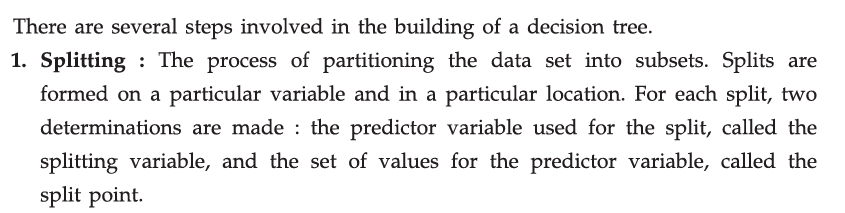 There are several steps involved in the building of a decision tree.
1. Splitting : The process of partitioning the data set into subsets. Splits are
formed on a particular variable and in a particular location. For each split, two
determinations are made : the predictor variable used for the split, called the
splitting variable, and the set of values for the predictor variable, called the
split point.